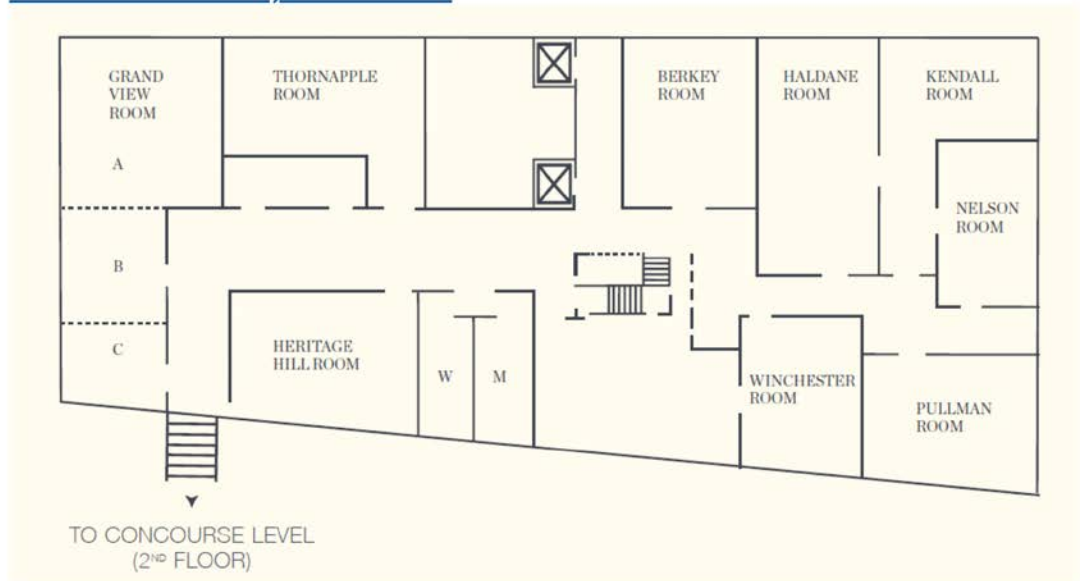 GRAND
VIEW
ROOM
A
B
C
THORNAPPLE
ROOM
BERKEY
ROOM
HALDANE
ROOM
KENDALL
ROOM
NELSON
ROOM
HERITAGE
HILL ROOM
W
M
WINCHESTER
ROOM
PULLMAN
ROOM
TO CONCOURSE LEVEL
(2ND FLOOR)